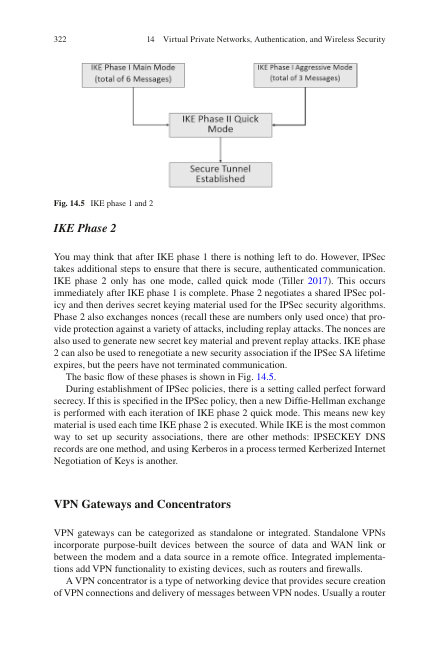 322 14 Virtual Private Networks, Authentication, and Wireless Security
IKE Phase I Main Mode
(total of 6 Messages)
IKE Phase I Aggressive Mode
(total of 3 Messages)
IKE Phase II Quick
Mode
Secure Tunnel
Established
Fig. 14.5 IKE phase 1 and 2
IKE Phase 2
You may think that after IKE phase 1 there is nothing left to do. However, IPSec
takes additional steps to ensure that there is secure, authenticated communication.
IKE phase 2 only has one mode, called quick mode (Tiller 2017). This occurs
immediately after IKE phase 1 is complete. Phase 2 negotiates a shared IPSec pol-
icy and then derives secret keying material used for the IPSec security algorithms.
Phase 2 also exchanges nonces (recall these are numbers only used once) that pro-
vide protection against a variety of attacks, including replay attacks. The nonces are
also used to generate new secret key material and prevent replay attacks. IKE phase
2 can also be used to renegotiate a new security association if the IPSec SA lifetime
expires, but the peers have not terminated communication.
The basic flow of these phases is shown in Fig. 14.5.
During establishment of IPSec policies, there is a setting called perfect forward
secrecy. If this is specified in the IPSec policy, then a new Diffie-Hellman exchange
is performed with each iteration of IKE phase 2 quick mode. This means new key
material is used each time IKE phase 2 is executed. While IKE is the most common
way to set up security associations, there are other methods: IPSECKEY DNS
records are one method, and using Kerberos in a process termed Kerberized Internet
Negotiation of Keys is another.
VPN Gateways and Concentrators
VPN gateways can be categorized as standalone or integrated. Standalone VPNs
incorporate purpose-built devices between the source of data and WAN link or
between the modem and a data source in a remote office. Integrated implementa-
tions add VPN functionality to existing devices, such as routers and firewalls.
A VPN concentrator is a type of networking device that provides secure creation
of VPN connections and delivery of messages between VPN nodes. Usually a router